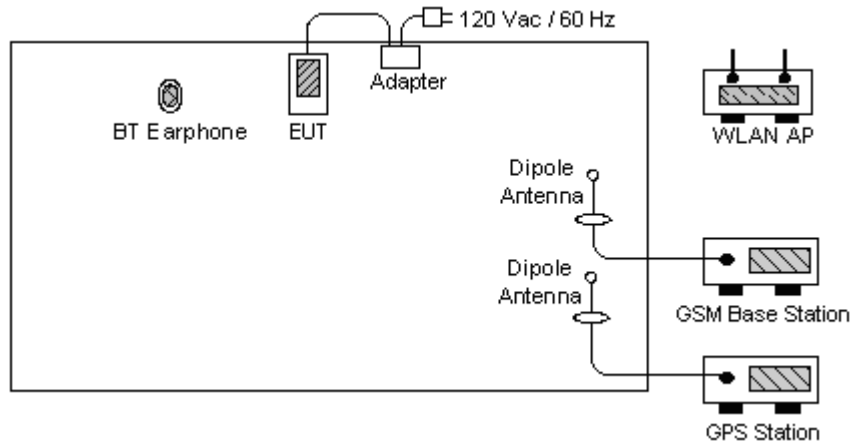 120 Vac / 60 Hz
Adapter
BT Earphone
EUT
WLAN AP
Dipole
Antenna
Dipole
Antenna
GSM Base Station
GPS Station